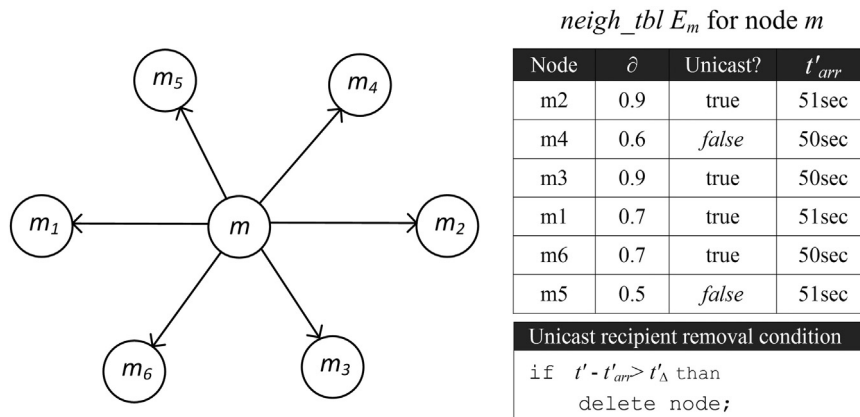 m5
m4
m1
m
m2
m6
m3
neigh_tbl Em for node m
Node ∂ Unicast? t'arr
m2 0.9 true 51sec
m4 0.6 false 50sec
m3 0.9 true 50sec
m1 0.7 true 51sec
m6 0.7 true 50sec
m5 0.5 false 51sec
Unicast recipient removal condition
if t' - t'arr> t'Δ than
delete node;